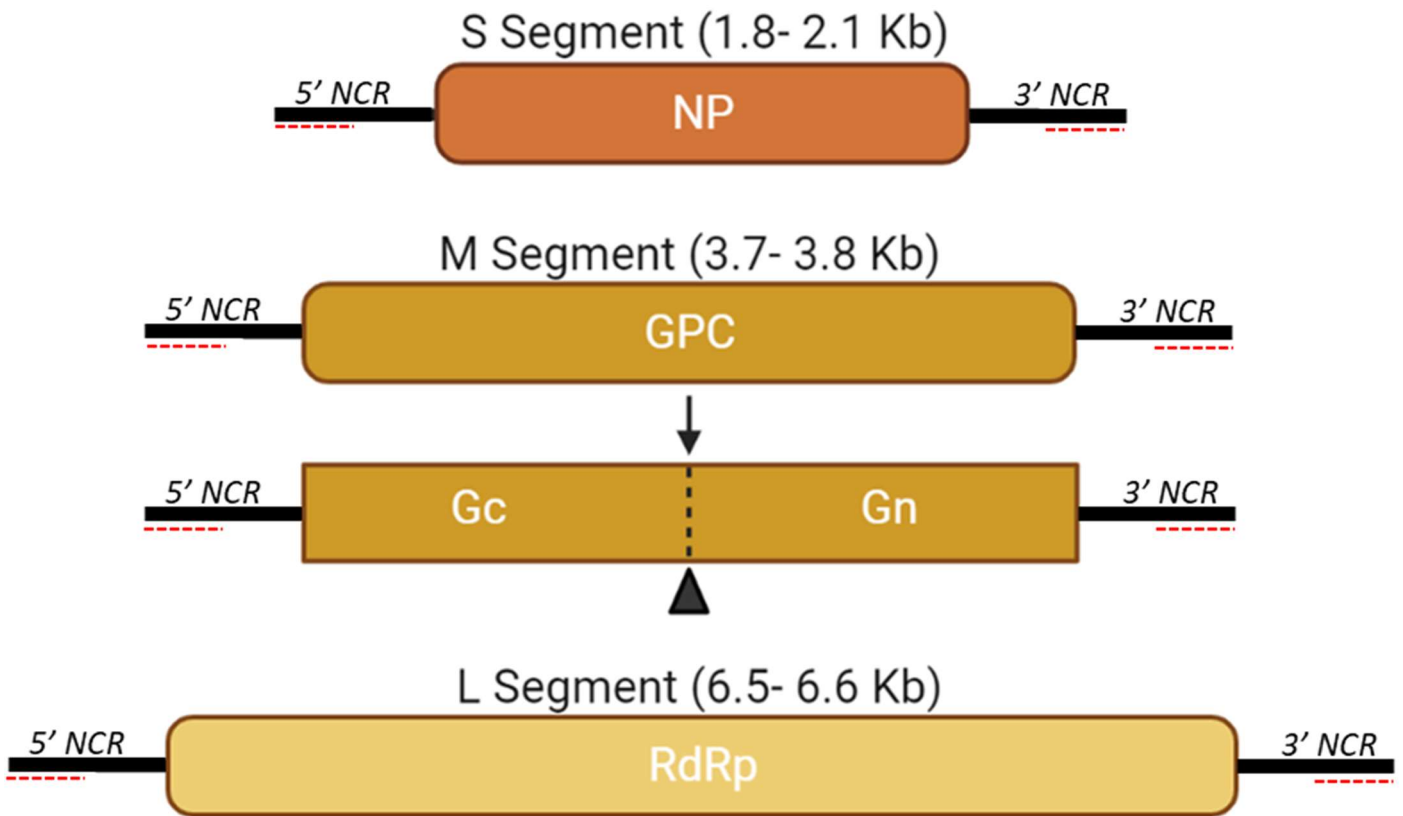 S Segment (1.8- 2.1 Kb)
5’ NCR
NP
3’ NCR
M Segment (3.7- 3.8 Kb)
5’ NCR
GPC
3’ NCR
5’ NCR
Gc
Gn
3’ NCR
L Segment (6.5- 6.6 Kb)
5’ NCR
RdRp
3’ NCR